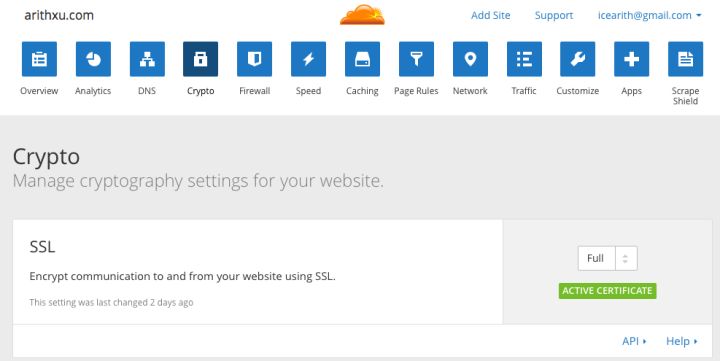 arithxu.com
Add Site Support icearith@gmail.com
Overview Analytics DNS Crypto Firewall Speed Caching Page Rules Network Traffic Customize Apps Scrape Shield
Crypto
Manage cryptography settings for your website.
SSL
Encrypt communication to and from your website using SSL.
This setting was last changed 2 days ago
Full
ACTIVE CERTIFICATE
API Help